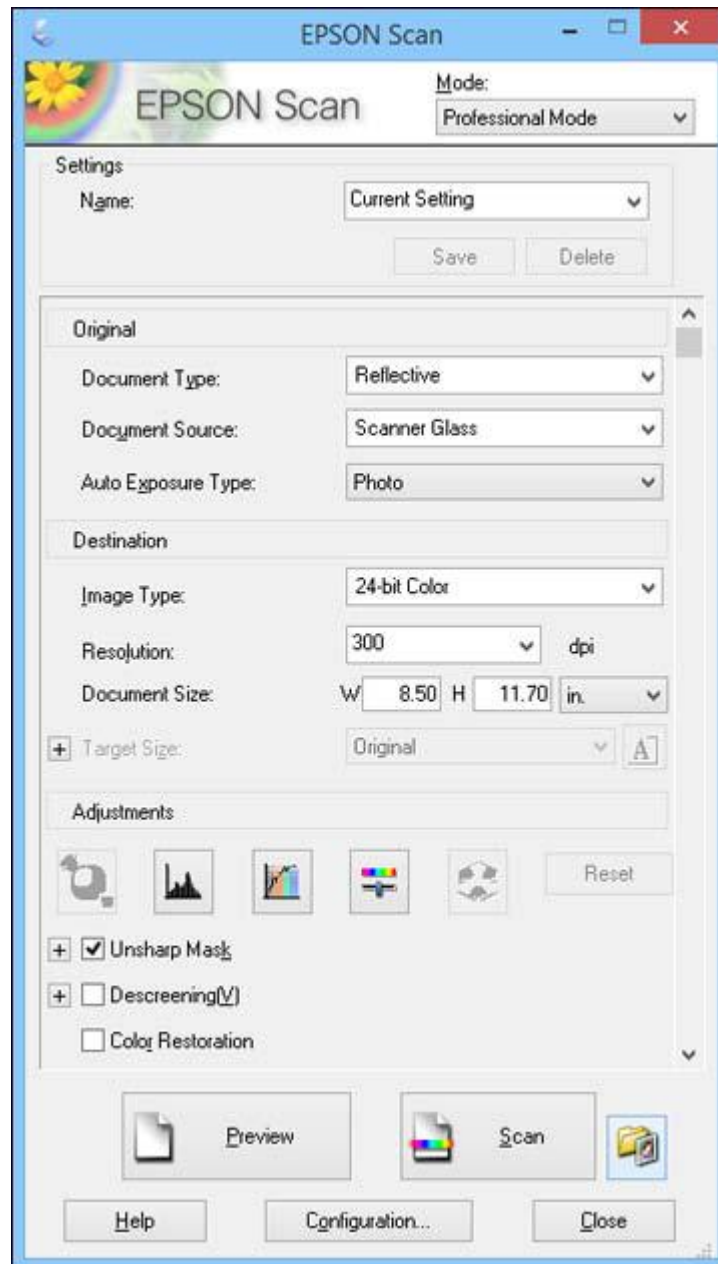 EPSON Scan
EPSON Scan
Mode:
Professional Mode
Settings
Name:
Current Setting
Save
Delete
Original
Document Type:
Reflective
Document Source:
Scanner Glass
Auto Exposure Type:
Photo
Destination
Image Type:
24-bit Color
Resolution:
300
dpi
Document Size:
W 8.50 H 11.70 in.
Target Size:
Original
A
Adjustments
Reset
Unsharp Mask
Descreening(V)
Color Restoration
Preview
Scan
Help
Configuration...
Close